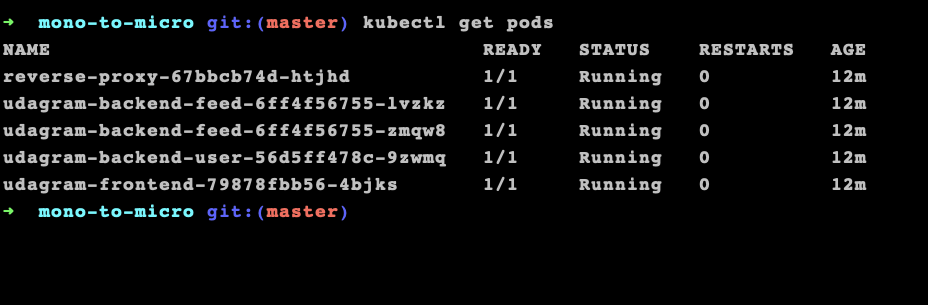 ➜  mono-to-micro git:(master) kubectl get pods
NAME                                     READY   STATUS    RESTARTS   AGE
reverse-proxy-67bbcb74d-htjhd            1/1     Running   0          12m
udagram-backend-feed-6ff4f56755-lvzkz    1/1     Running   0          12m
udagram-backend-feed-6ff4f56755-zmqw8    1/1     Running   0          12m
udagram-backend-user-56d5ff478c-9zwmq    1/1     Running   0          12m
udagram-frontend-79878fbb56-4bjks        1/1     Running   0          12m
➜  mono-to-micro git:(master)